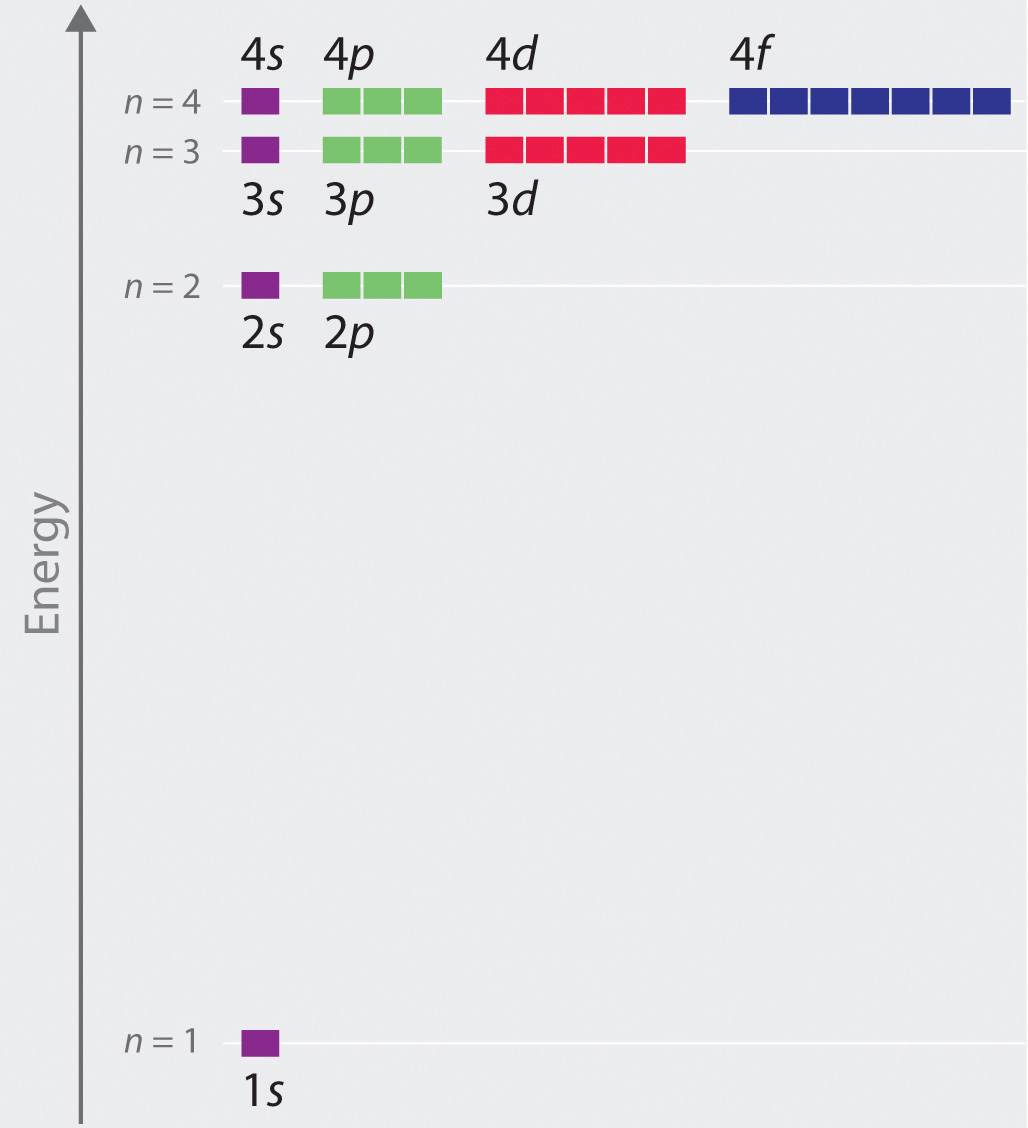 4s 4p 4d 4f
n = 4
n = 3
3s 3p 3d
n = 2
2s 2p
Energy
n = 1
1s